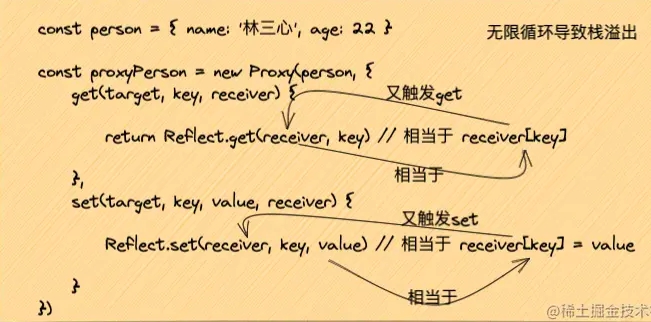 const person = { name: '林三心', age: 22 }
无限循环导致栈溢出
const proxyPerson = new Proxy(person, {
get(target, key, receiver) {
又触发get
return Reflect.get(receiver, key) // 相当于 receiver[key]
相当于
},
set(target, key, value, receiver) {
又触发set
Reflect.set(receiver, key, value) // 相当于 receiver[key] = value
相当于
}
})
@稀土掘金技术